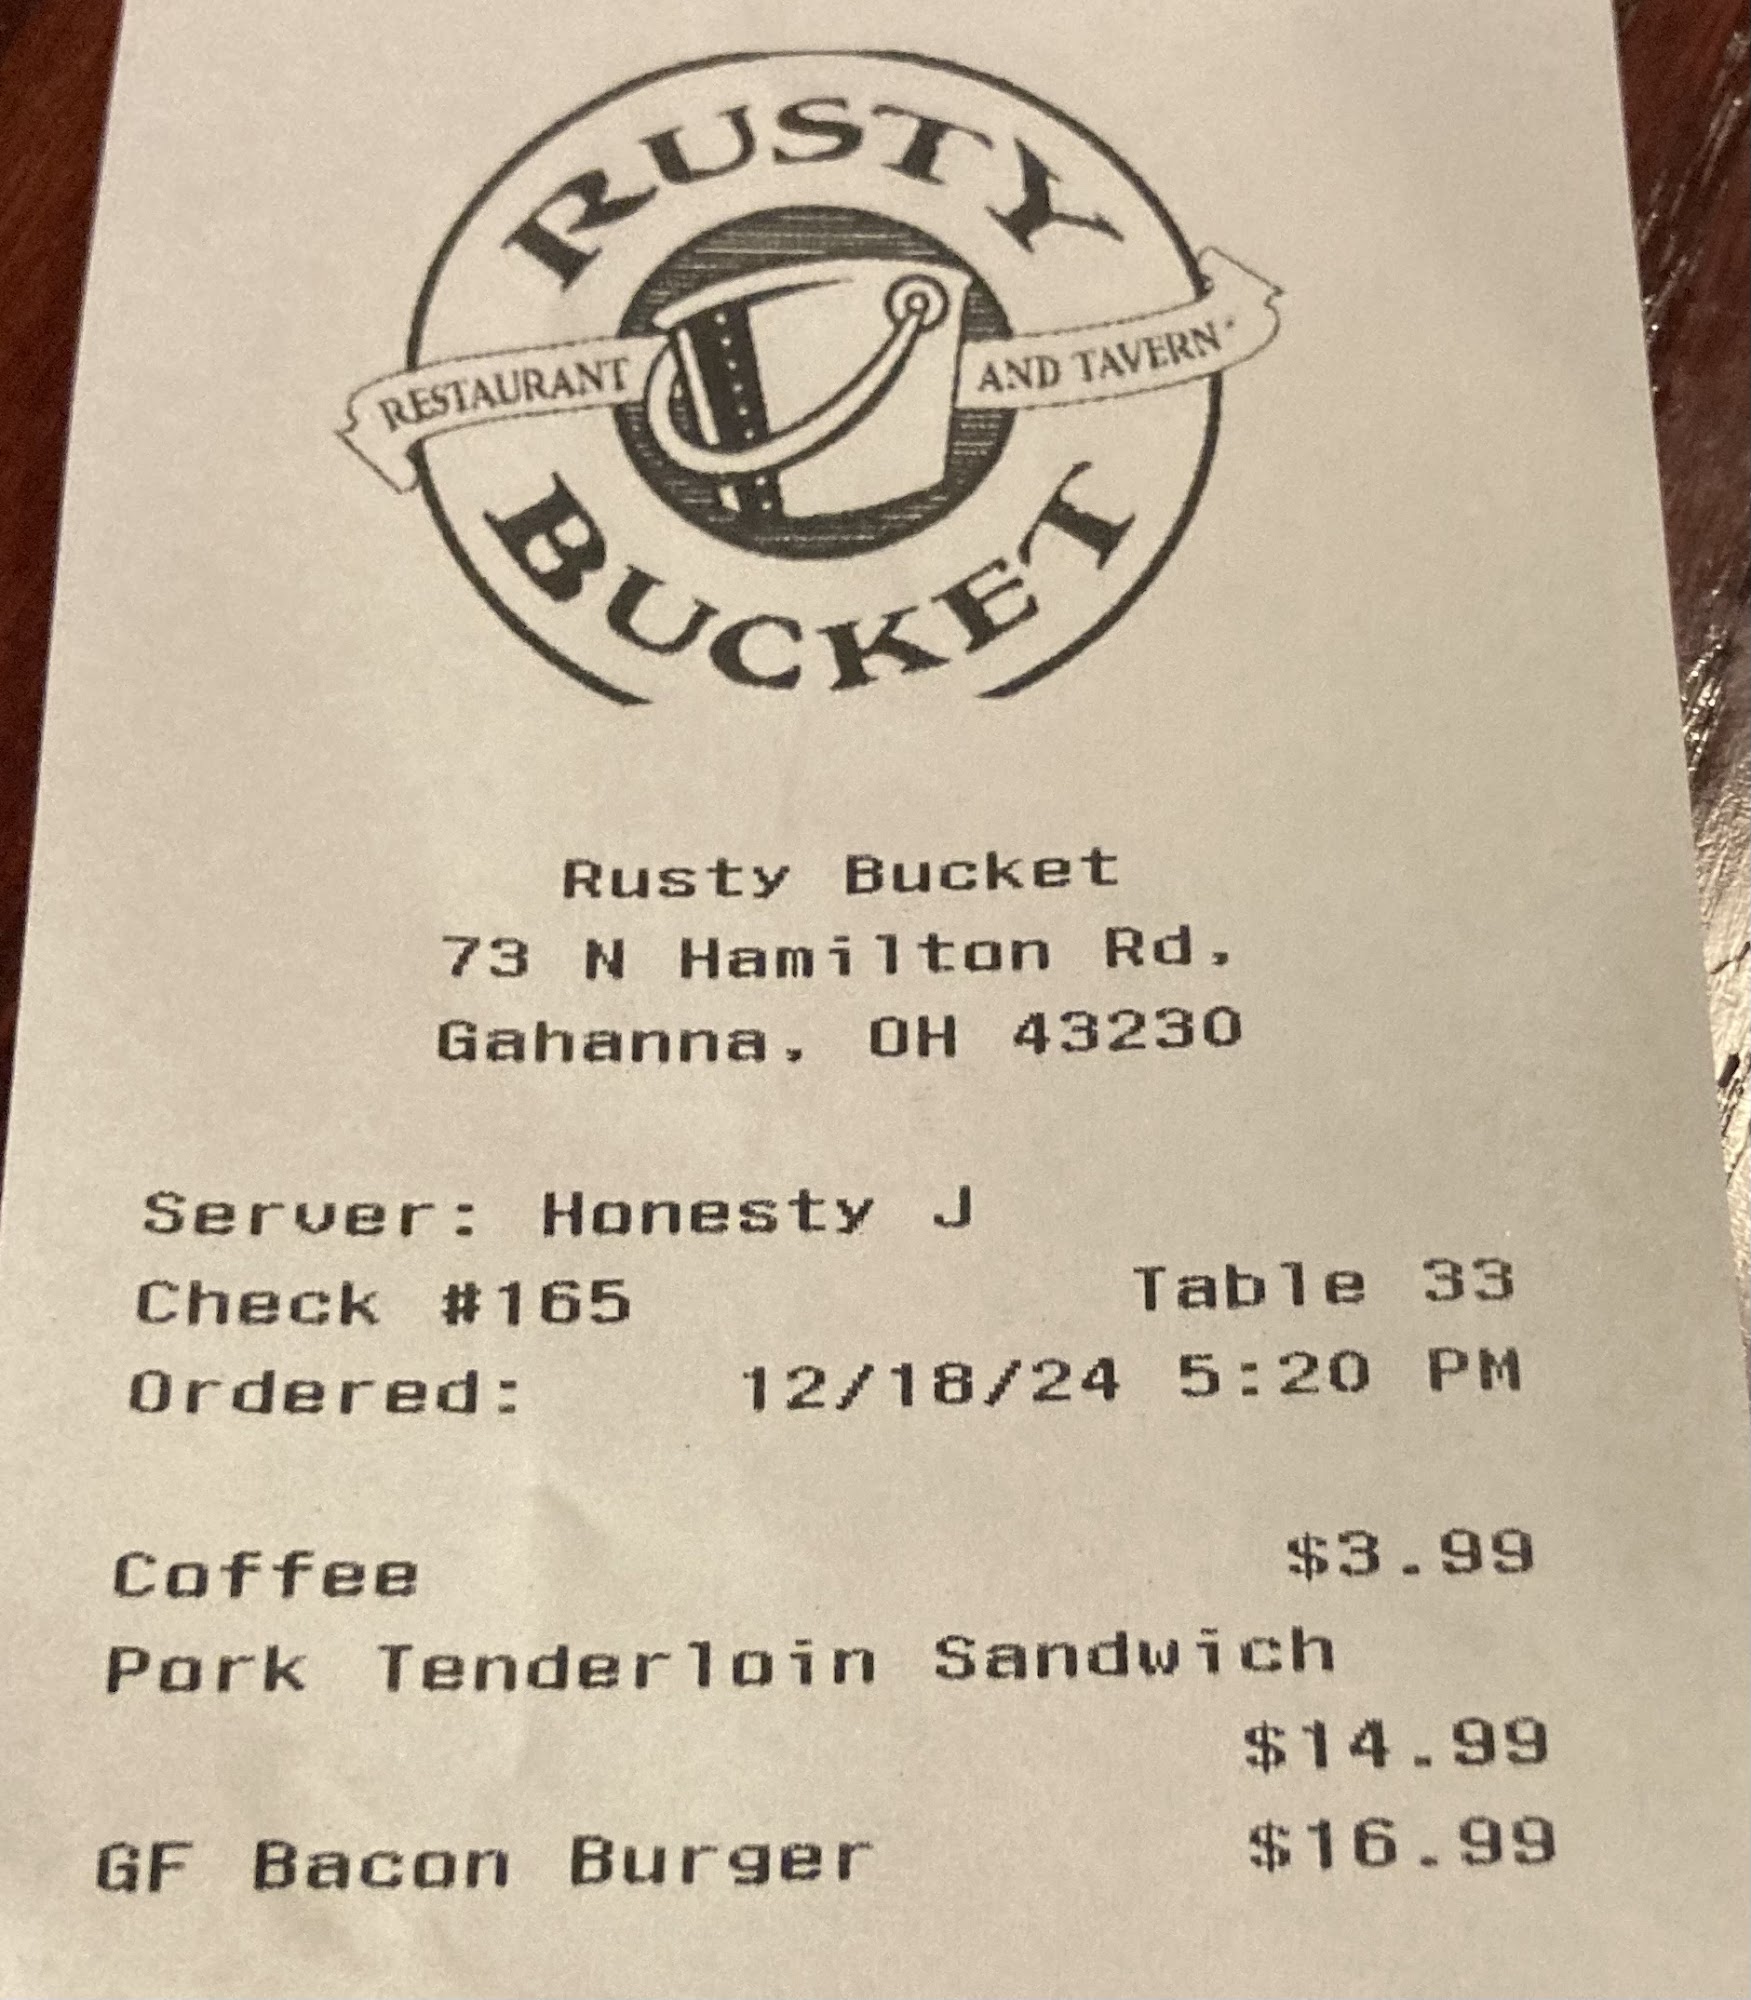 RUSTY
RESTAURANT AND TAVERN
BUCKET
Rusty Bucket
73 N Hamilton Rd.
Gahanna, OH 43230
Server: Honesty J
Check #165 Table 33
Ordered: 12/18/24 5:20 PM
Coffee $3.99
Pork Tenderloin Sandwich
$14.99
GF Bacon Burger $16.99